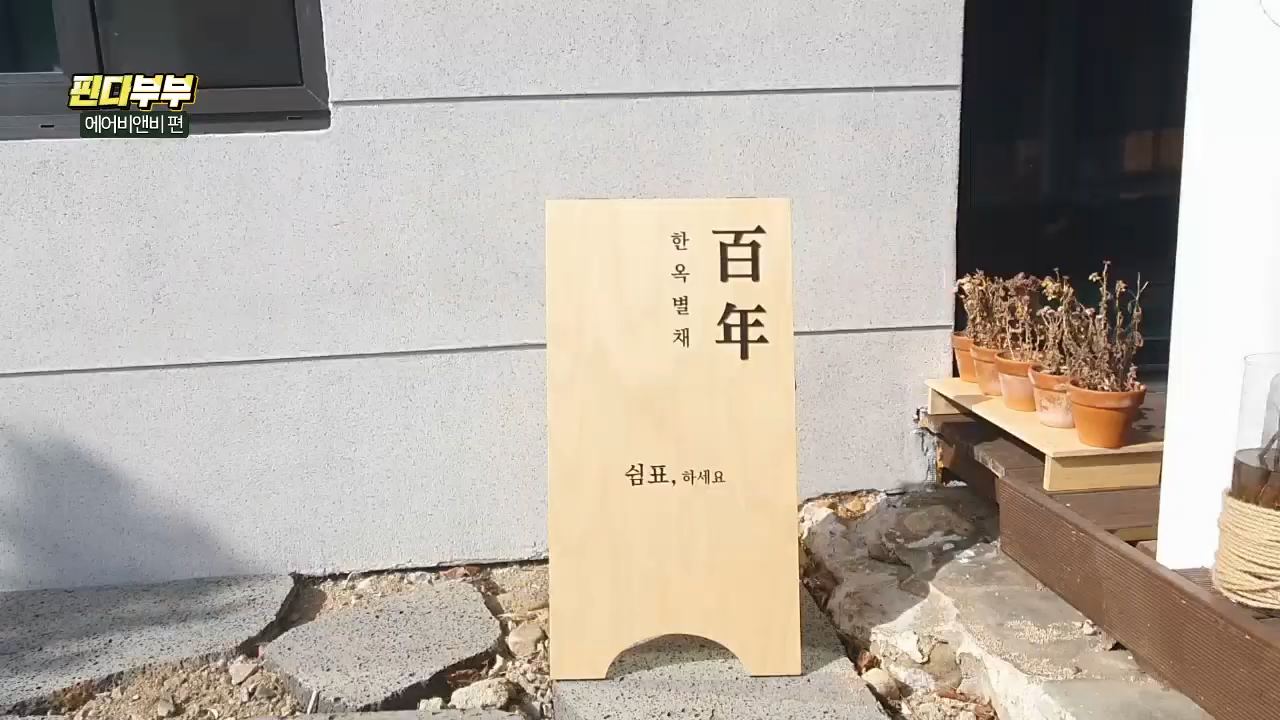 핀다부부
에어비앤비 편
百年
한옥별채
쉼표, 하세요